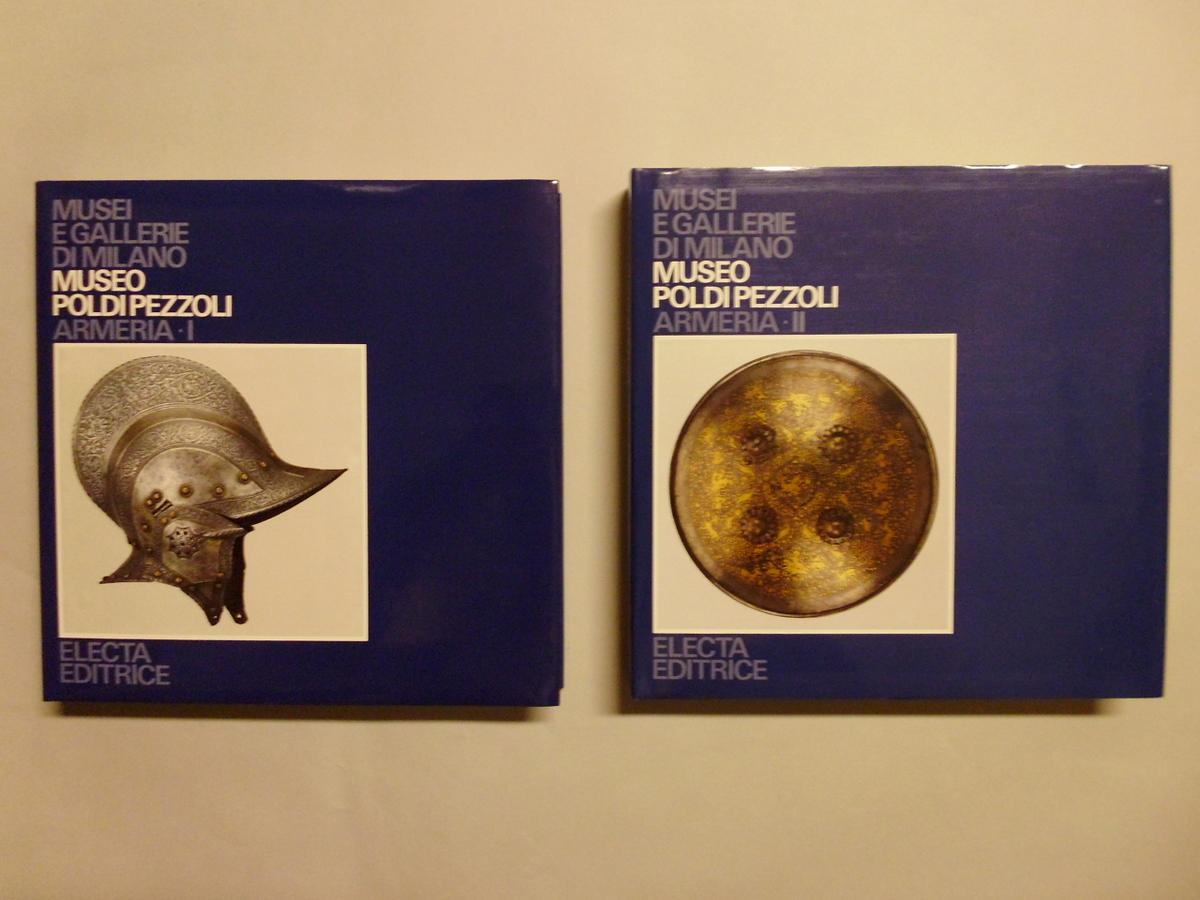 MUSEI
E GALLERIE
DI MILANO
MUSEO
POLDI PEZZOLI
ARMERIA · I
ELECTA
EDITRICE
MUSEI
E GALLERIE
DI MILANO
MUSEO
POLDI PEZZOLI
ARMERIA · II
ELECTA
EDITRICE